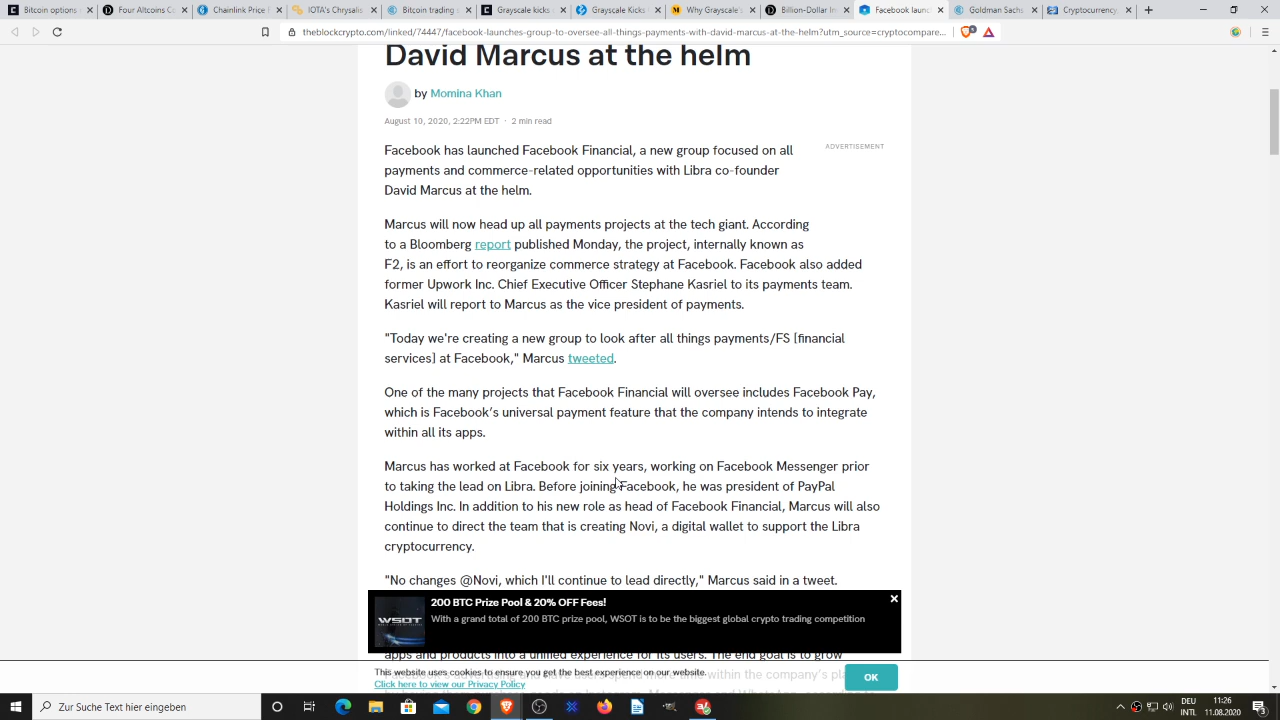 Bitcoin options
Four Altcoins C
Chainlink Price
IOTA's Chrysali
Betting trading
Grayscale's
Why Grayscale'
Billion-Dollar In
Facebook laun
Goldman Sachs
Cryptocurrency
theblockcrypto.com/linked/74447/facebook-launches-group-to-oversee-all-things-payments-with-david-marcus-at-the-helm?utm_source=cryptocompare...
David Marcus at the helm
by Momina Khan
August 10, 2020, 2:22PM EDT · 2 min read
ADVERTISEMENT
Facebook has launched Facebook Financial, a new group focused on all
payments and commerce-related opportunities with Libra co-founder
David Marcus at the helm.
Marcus will now head up all payments projects at the tech giant. According
to a Bloomberg report published Monday, the project, internally known as
F2, is an effort to reorganize commerce strategy at Facebook. Facebook also added
former Upwork Inc. Chief Executive Officer Stephane Kasriel to its payments team.
Kasriel will report to Marcus as the vice president of payments.
"Today we're creating a new group to look after all things payments/FS [financial
services] at Facebook," Marcus tweeted.
One of the many projects that Facebook Financial will oversee includes Facebook Pay,
which is Facebook's universal payment feature that the company intends to integrate
within all its apps.
Marcus has worked at Facebook for six years, working on Facebook Messenger prior
to taking the lead on Libra. Before joining Facebook, he was president of PayPal
Holdings Inc. In addition to his new role as head of Facebook Financial, Marcus will also
continue to direct the team that is creating Novi, a digital wallet to support the Libra
cryptocurrency.
"No changes @Novi, which I'll continue to lead directly," Marcus said in a tweet.
200 BTC Prize Pool & 20% OFF Fees!
WSOT
With a grand total of 200 BTC prize pool, WSOT is to be the biggest global crypto trading competition
apps and products into a unified experience for its users. The end goal is to grow
This website uses cookies to ensure you get the best experience on our website.
Click here to view our Privacy Policy
OK
within the company's
Zur Suche Text hier eingeben
DEU
INTL
11:26
11.08.2020